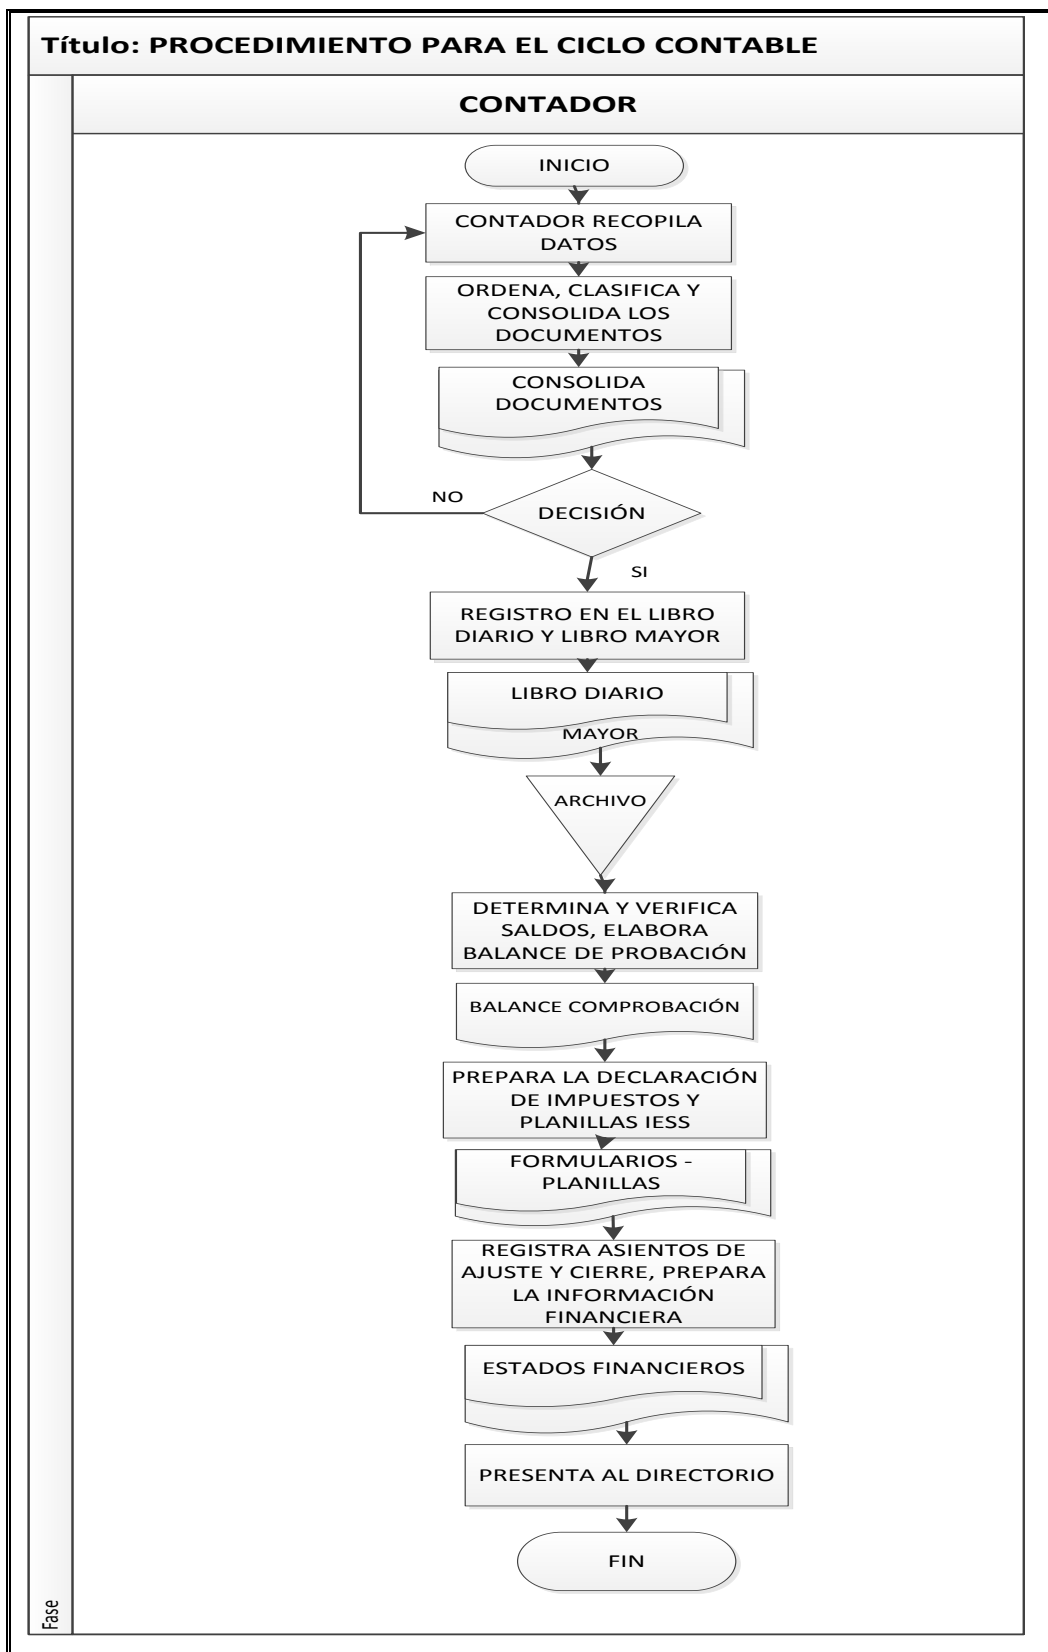 Título: PROCEDIMIENTO PARA EL CICLO CONTABLE
CONTADOR
INICIO
CONTADOR RECOPILA
DATOS
ORDENA, CLASIFICA Y
CONSOLIDA LOS
DOCUMENTOS
CONSOLIDA
DOCUMENTOS
NO
DECISIÓN
SI
REGISTRO EN EL LIBRO
DIARIO Y LIBRO MAYOR
LIBRO DIARIO
MAYOR
ARCHIVO
DETERMINA Y VERIFICA
SALDOS, ELABORA
BALANCE DE PROBACIÓN
BALANCE COMPROBACIÓN
PREPARA LA DECLARACIÓN
DE IMPUESTOS Y
PLANILLAS IESS
FORMULARIOS -
PLANILLAS
REGISTRA ASIENTOS DE
AJUSTE Y CIERRE, PREPARA
LA INFORMACIÓN
FINANCIERA
ESTADOS FINANCIEROS
PRESENTA AL DIRECTORIO
FIN
Fase